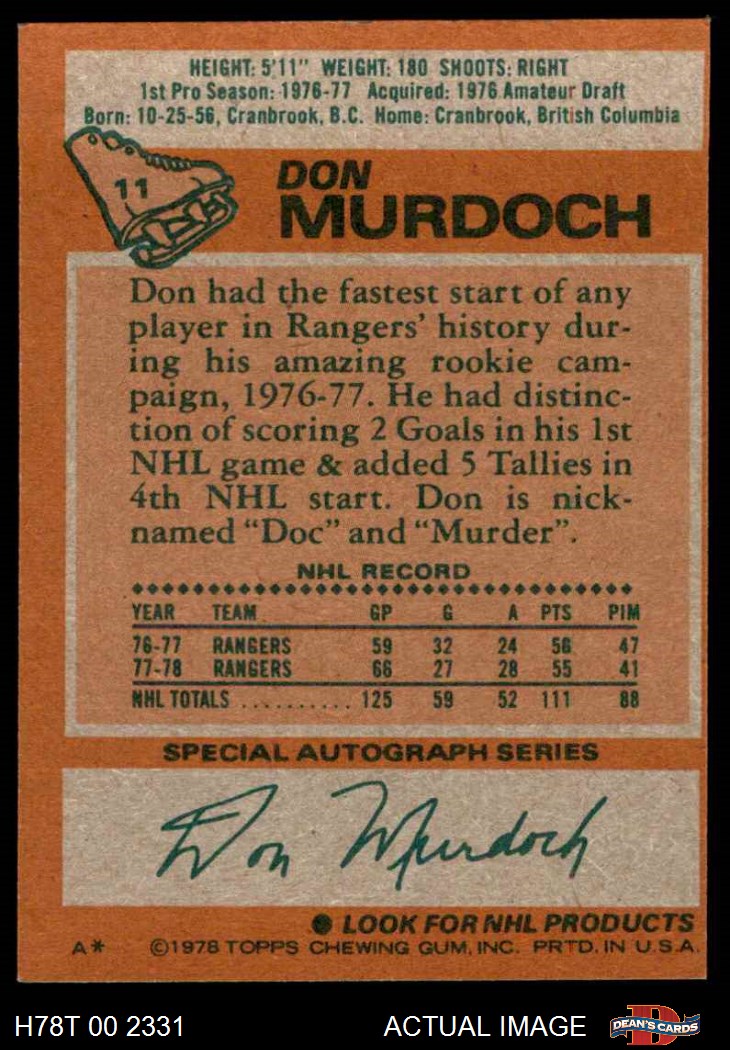 HEIGHT: 5'11" WEIGHT: 180 SHOOTS: RIGHT
1st Pro Season: 1976-77 Acquired: 1976 Amateur Draft
Born: 10-25-56, Cranbrook, B.C. Home: Cranbrook, British Columbia
11
DON
MURDOCH
Don had the fastest start of any
player in Rangers' history dur-
ing his amazing rookie cam-
paign, 1976-77. He had distinc-
tion of scoring 2 Goals in his 1st
NHL game & added 5 Tallies in
4th NHL start. Don is nick-
named "Doc" and "Murder".
NHL RECORD
YEAR TEAM GP G A PTS PIM
76-77 RANGERS 59 32 24 56 47
77-78 RANGERS 66 27 28 55 41
NHL TOTALS .......... 125 59 52 111 88
SPECIAL AUTOGRAPH SERIES
Don Murdoch
● LOOK FOR NHL PRODUCTS
A* ©1978 TOPPS CHEWING GUM, INC. PRTD. IN U.S.A.
H78T 00 2331 ACTUAL IMAGE DEAN'S CARDS